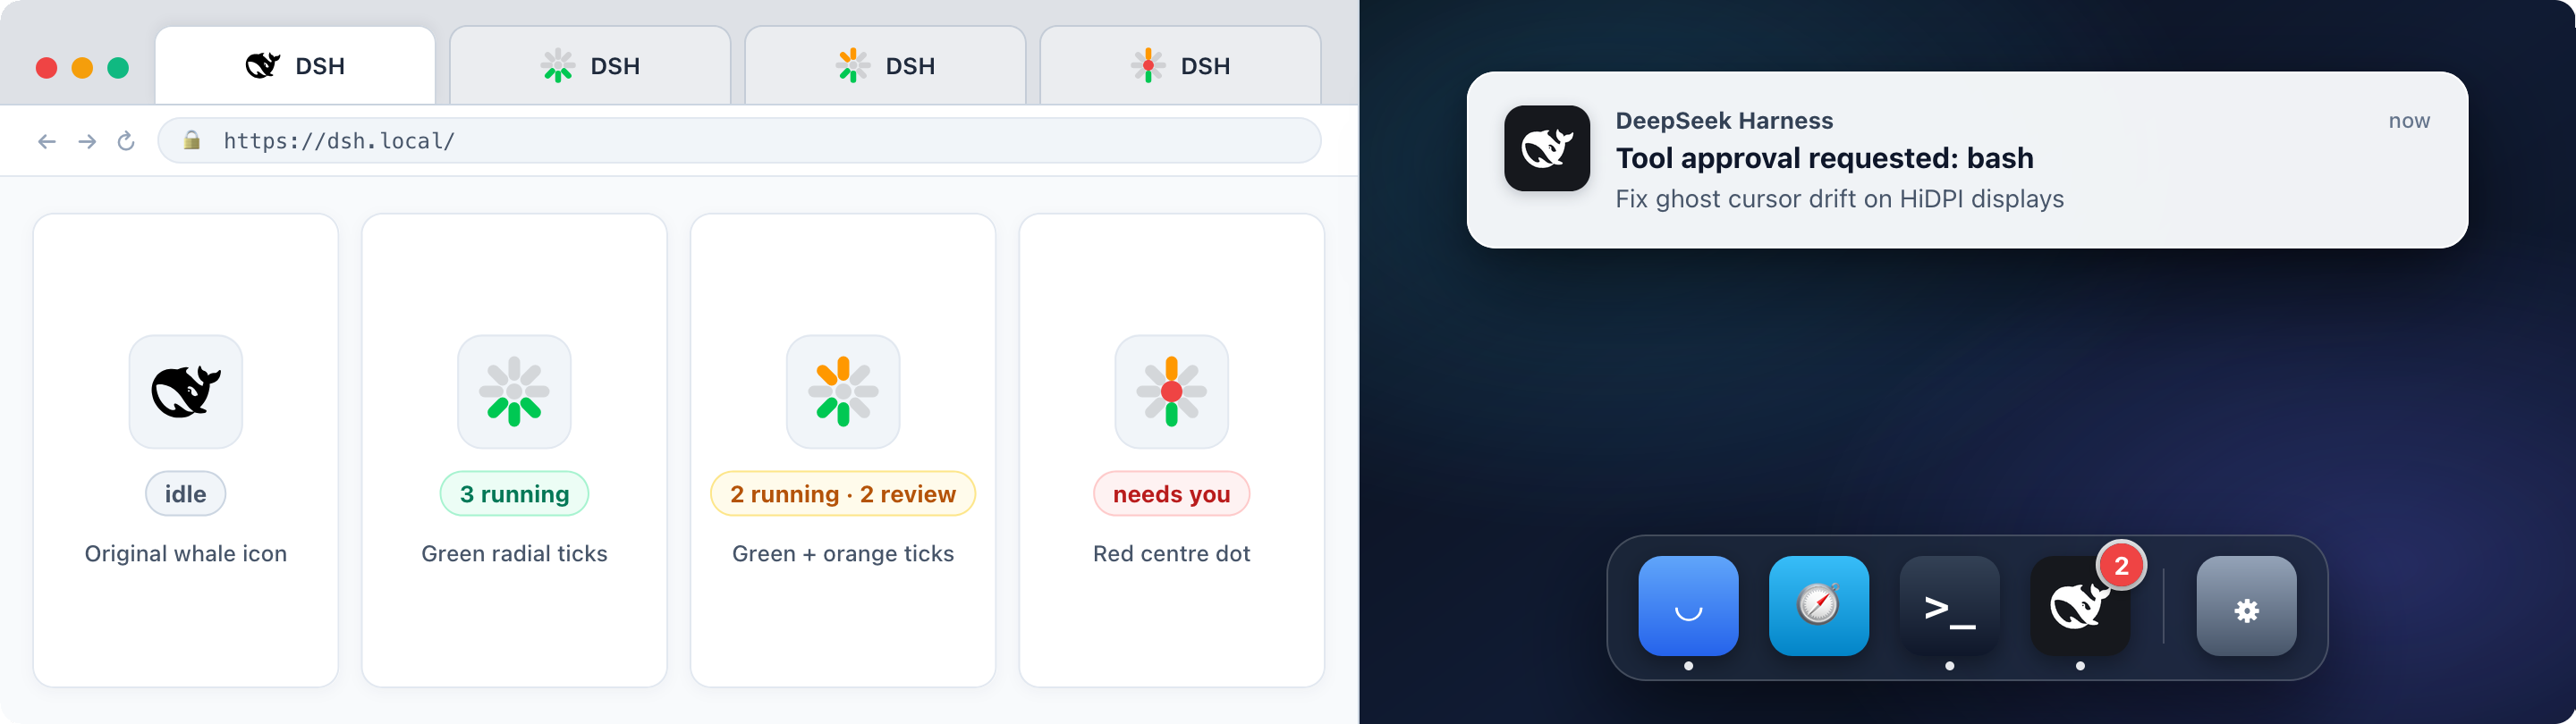 DSH
DSH
DSH
DSH
https://dsh.local/
idle
Original whale icon
3 running
Green radial ticks
2 running · 2 review
Green + orange ticks
needs you
Red centre dot
DeepSeek Harness
now
Tool approval requested: bash
Fix ghost cursor drift on HiDPI displays
>_
2